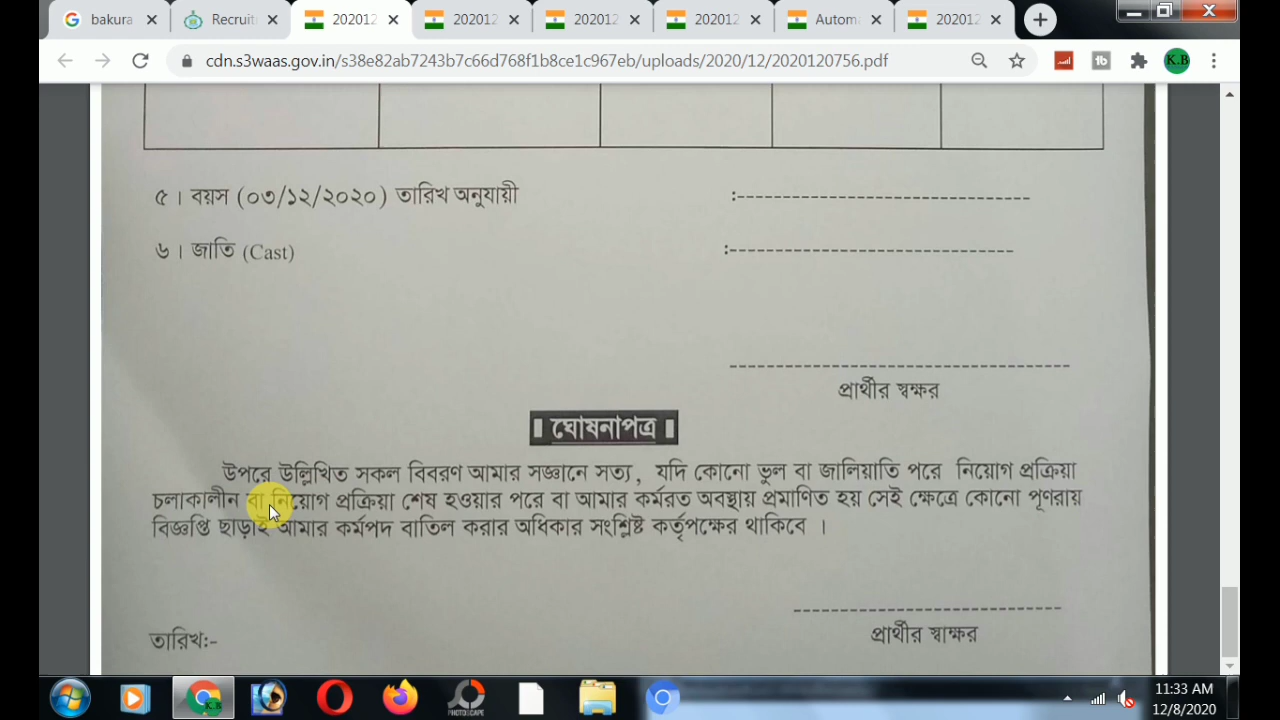 bakura
Recruit
202012
202012
202012
202012
Autom
202012
cdn.s3waas.gov.in/s38e82ab7243b7c66d768f1b8ce1c967eb/uploads/2020/12/2020120756.pdf
K.B
৫। বয়স (০৩/১২/২০২০) তারিখ অনুযায়ী :------------------------------
৬। জাতি (Cast) :-----------------------------
প্রার্থীর স্বক্ষর
ঘোষনাপত্র
উপরে উল্লিখিত সকল বিবরণ আমার সজ্ঞানে সত্য, যদি কোনো ভুল বা জালিয়াতি পরে নিয়োগ প্রক্রিয়া
চলাকালীন বা নিয়োগ প্রক্রিয়া শেষ হওয়ার পরে বা আমার কর্মরত অবস্থায় প্রমাণিত হয় সেই ক্ষেত্রে কোনো পূণরায়
বিজ্ঞপ্তি ছাড়াই আমার কর্মপদ বাতিল করার অধিকার সংশ্লিষ্ট কর্তৃপক্ষের থাকিবে ।
তারিখঃ-
প্রার্থীর স্বাক্ষর
PHOTOSCAPE
11:33 AM
12/8/2020